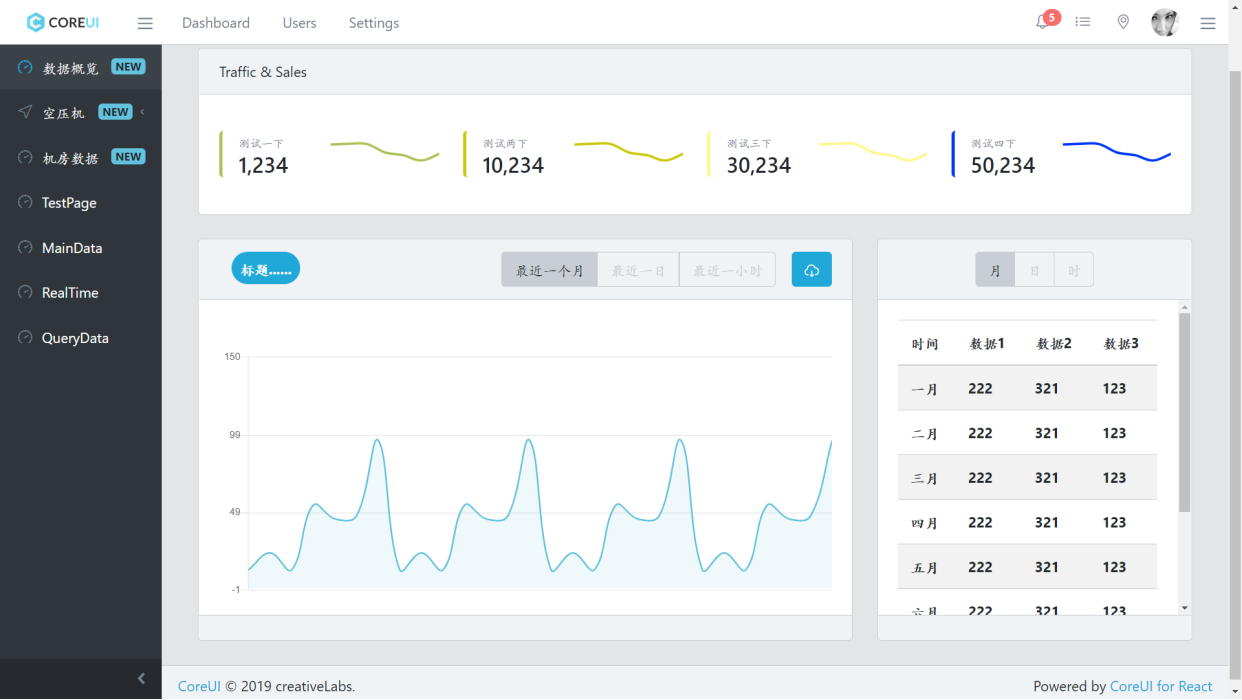 COREUI
Dashboard Users Settings
5
数据概览 NEW
空压机 NEW
机房数据 NEW
TestPage
MainData
RealTime
QueryData
Traffic & Sales
测试一下
1,234
测试两下
10,234
测试三下
30,234
测试四下
50,234
标题......
最近一个月 最近一日 最近一小时
150
99
49
-1
月 日 时
时间 数据1 数据2 数据3
一月 222 321 123
二月 222 321 123
三月 222 321 123
四月 222 321 123
五月 222 321 123
六月 222 321 123
CoreUI © 2019 creativeLabs.
Powered by CoreUI for React